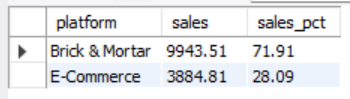 platform sales sales_pct
Brick & Mortar 9943.51 71.91
E-Commerce 3884.81 28.09